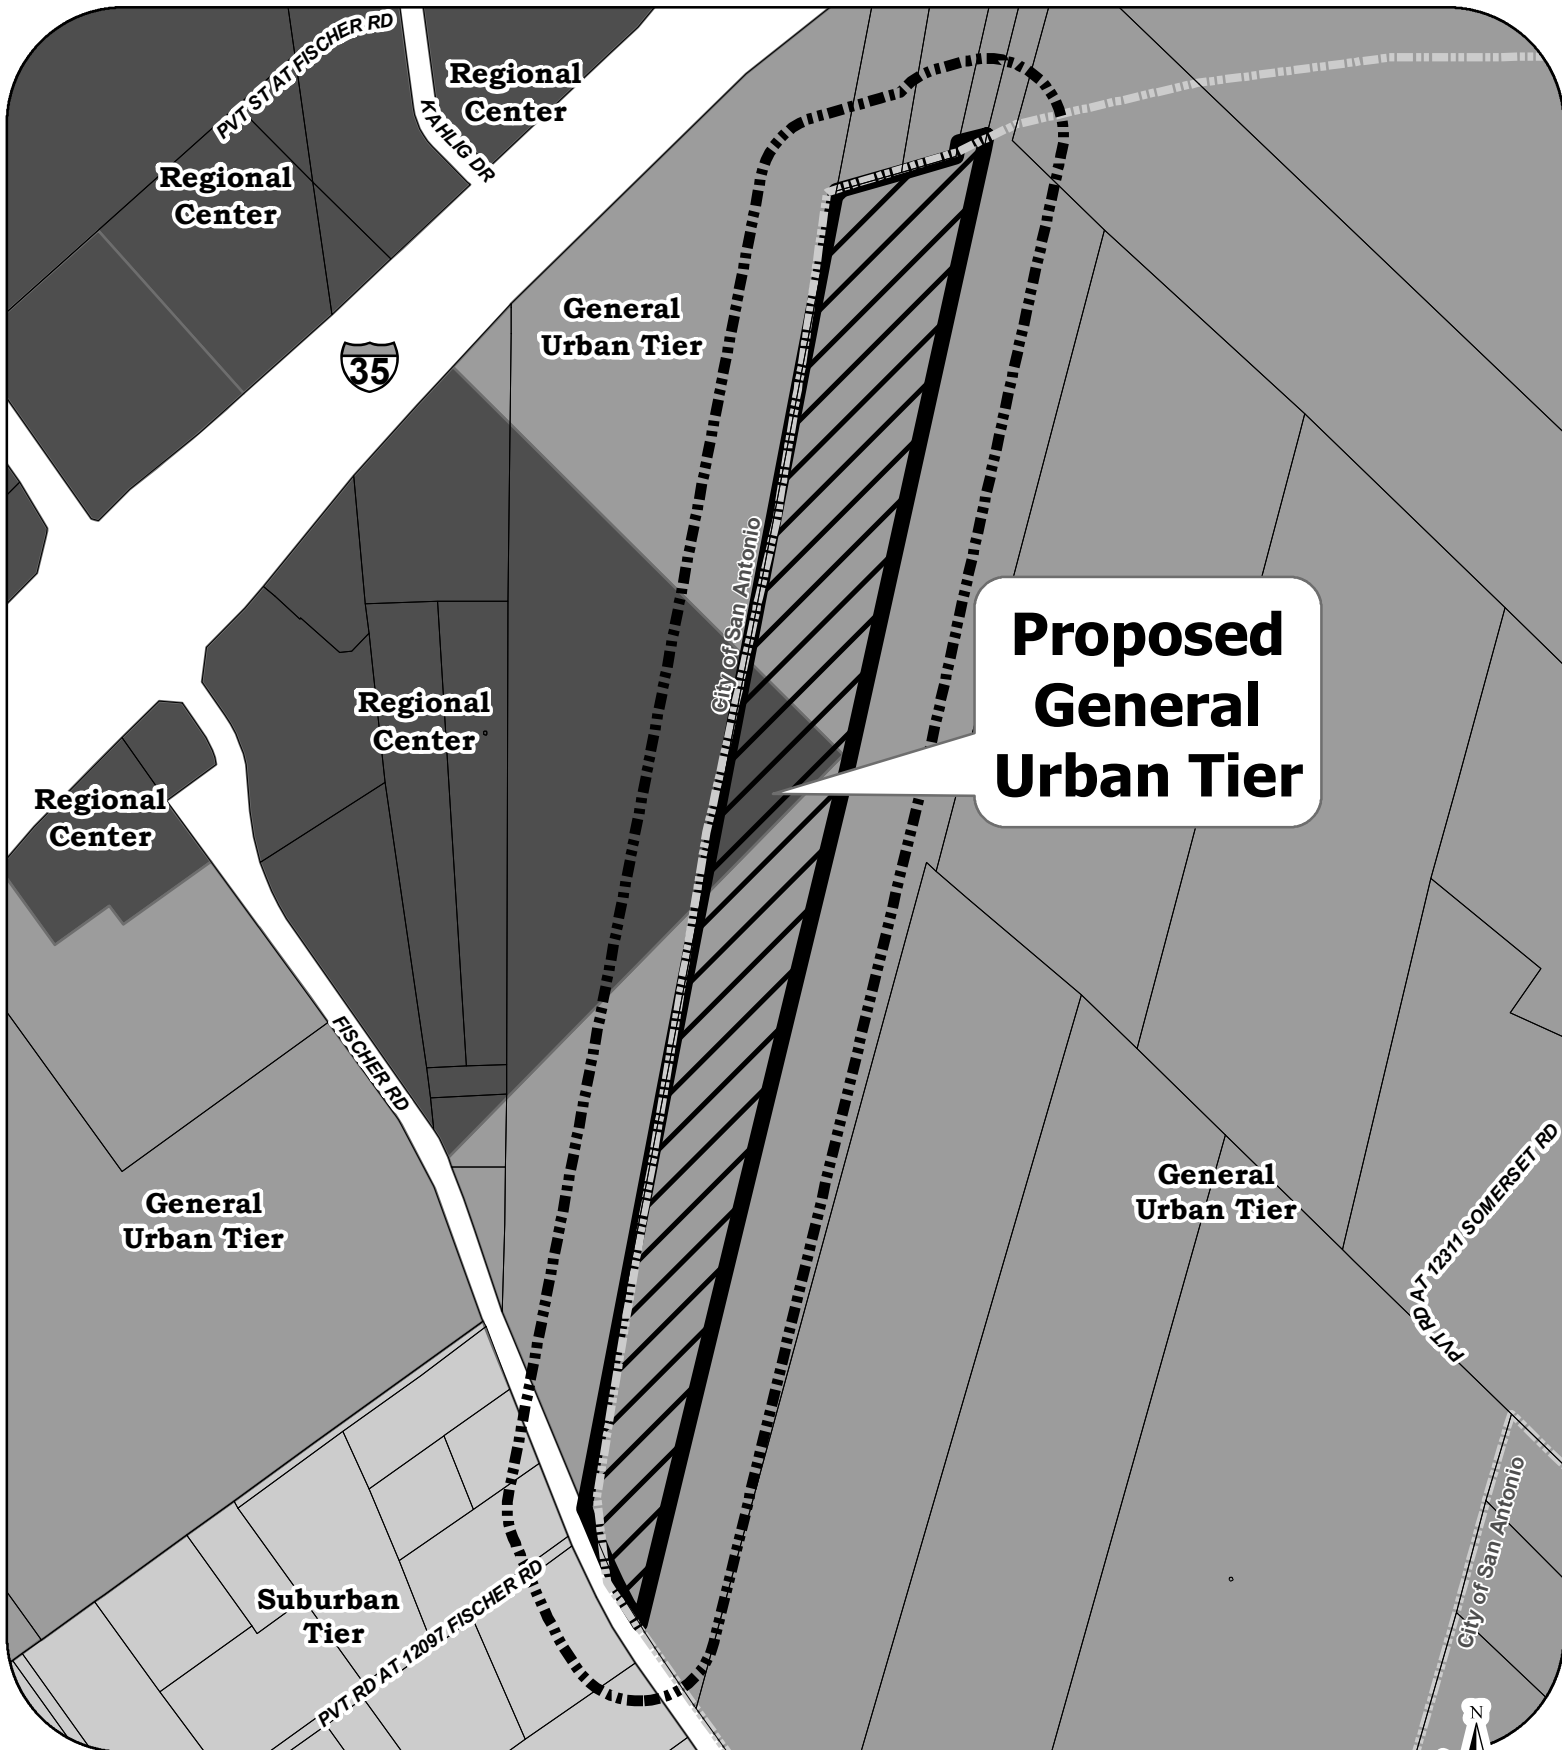 PVT ST AT FISCHER RD
Regional
Center
KAHLIG DR
Regional
Center
General
Urban Tier
35
City of San Antonio
Proposed
General
Urban Tier
Regional
Center
Regional
Center
FISCHER RD
General
Urban Tier
General
Urban Tier
PVT RD AT 12311 SOMERSET RD
City of San Antonio
Suburban
Tier
PVT RD AT 12097 FISCHER RD
N